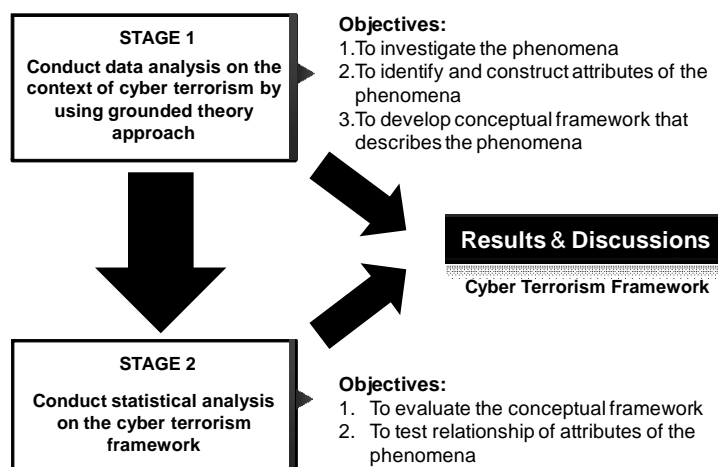 STAGE 1
Conduct data analysis on the
context of cyber terrorism by
using grounded theory
approach
Objectives:
1.To investigate the phenomena
2.To identify and construct attributes of the
phenomena
3.To develop conceptual framework that
describes the phenomena
Results & Discussions
Cyber Terrorism Framework
STAGE 2
Conduct statistical analysis
on the cyber terrorism
framework
Objectives:
1. To evaluate the conceptual framework
2. To test relationship of attributes of the
phenomena